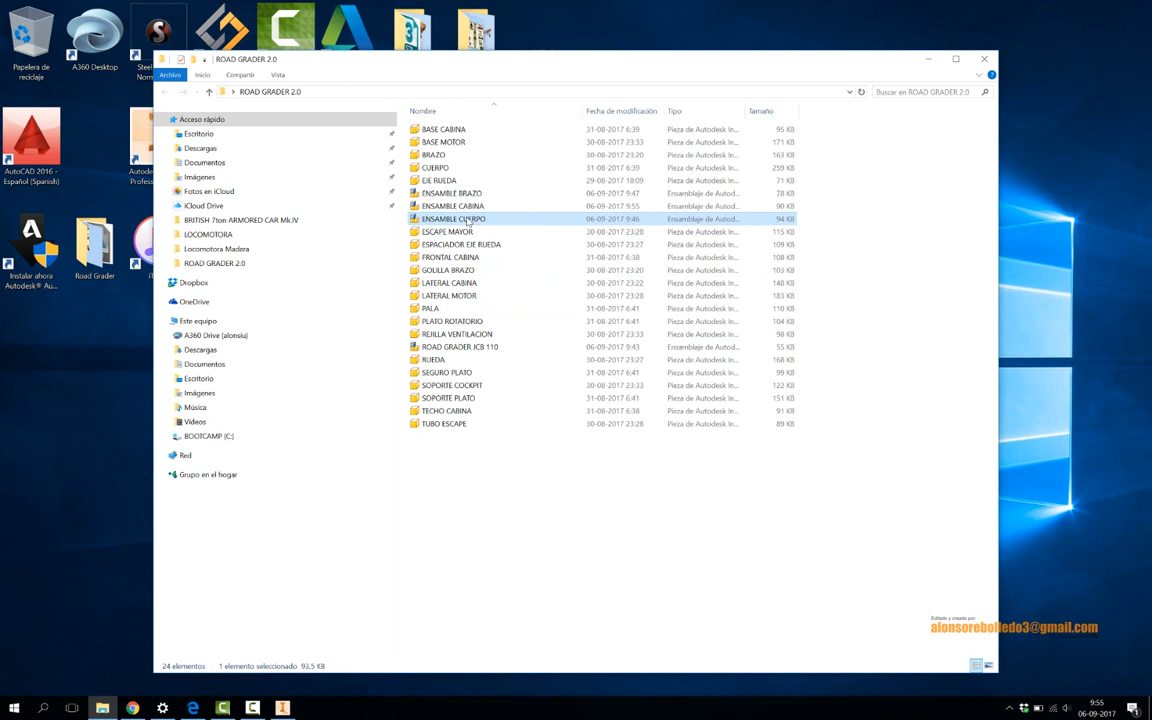 Papelera de
reciclaje
A360 Desktop
AutoCAD 2016 -
Español (Spanish)
Instalar ahora
Autodesk® Au...
Road Grader
ROAD GRADER 2.0
Archivo
Inicio
Compartir
Vista
ROAD GRADER 2.0
Buscar en ROAD GRADER 2.0
Nombre
Fecha de modificación
Tipo
Tamaño
Acceso rápido
Escritorio
Descargas
Documentos
Imágenes
Fotos en iCloud
iCloud Drive
BRITISH 7ton ARMORED CAR Mk.IV
LOCOMOTORA
Locomotora Madera
ROAD GRADER 2.0
Dropbox
OneDrive
Este equipo
A360 Drive (alonsiu)
Descargas
Documentos
Escritorio
Imágenes
Música
Vídeos
BOOTCAMP (C:)
Red
Grupo en el hogar
BASE CABINA 31-08-2017 6:39 Pieza de Autodesk In... 95 KB
BASE MOTOR 30-08-2017 23:33 Pieza de Autodesk In... 171 KB
BRAZO 30-08-2017 23:20 Pieza de Autodesk In... 163 KB
CUERPO 31-08-2017 6:39 Pieza de Autodesk In... 259 KB
EJE RUEDA 29-08-2017 18:09 Pieza de Autodesk In... 71 KB
ENSAMBLE BRAZO 06-09-2017 9:47 Ensamblaje de Autod... 78 KB
ENSAMBLE CABINA 06-09-2017 9:55 Ensamblaje de Autod... 90 KB
ENSAMBLE CUERPO 06-09-2017 9:46 Ensamblaje de Autod... 94 KB
ESCAPE MAYOR 30-08-2017 23:28 Pieza de Autodesk In... 115 KB
ESPACIADOR EJE RUEDA 30-08-2017 23:27 Pieza de Autodesk In... 109 KB
FRONTAL CABINA 31-08-2017 6:38 Pieza de Autodesk In... 108 KB
GOLILLA BRAZO 30-08-2017 23:20 Pieza de Autodesk In... 103 KB
LATERAL CABINA 30-08-2017 23:22 Pieza de Autodesk In... 148 KB
LATERAL MOTOR 30-08-2017 23:28 Pieza de Autodesk In... 183 KB
PALA 31-08-2017 6:41 Pieza de Autodesk In... 110 KB
PLATO ROTATORIO 31-08-2017 6:41 Pieza de Autodesk In... 104 KB
REJILLA VENTILACION 30-08-2017 23:33 Pieza de Autodesk In... 98 KB
ROAD GRADER JCB 110 06-09-2017 9:43 Ensamblaje de Autod... 55 KB
RUEDA 30-08-2017 23:27 Pieza de Autodesk In... 168 KB
SEGURO PLATO 31-08-2017 6:41 Pieza de Autodesk In... 99 KB
SOPORTE COCKPIT 30-08-2017 23:33 Pieza de Autodesk In... 122 KB
SOPORTE PLATO 31-08-2017 6:41 Pieza de Autodesk In... 151 KB
TECHO CABINA 31-08-2017 6:38 Pieza de Autodesk In... 91 KB
TUBO ESCAPE 30-08-2017 23:28 Pieza de Autodesk In... 89 KB
Editado y creado por:
alonsorebolledo3@gmail.com
24 elementos 1 elemento seleccionado 93,5 KB
9:55
06-09-2017